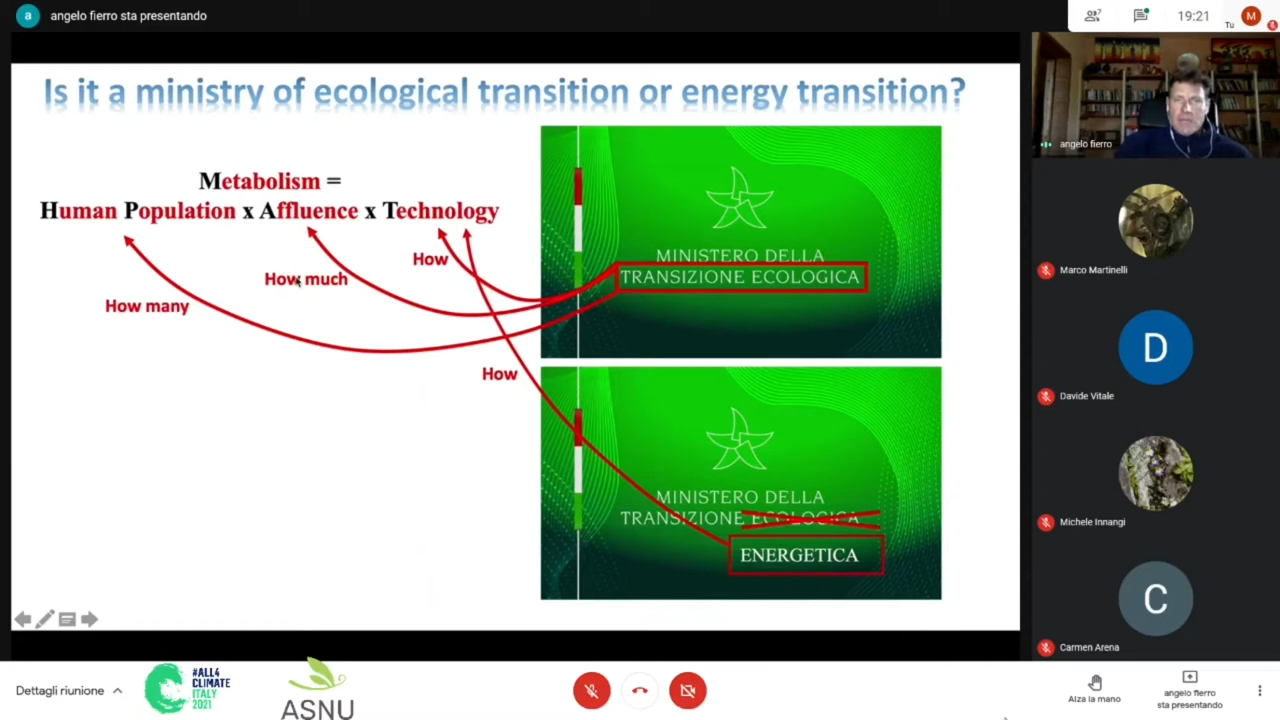 a angelo fierro sta presentando
19:21
Tu
M
Is it a ministry of ecological transition or energy transition?
Metabolism =
Human Population x Affluence x Technology
How
How much
How many
How
MINISTERO DELLA
TRANSIZIONE ECOLOGICA
MINISTERO DELLA
TRANSIZIONE ECOLOGICA
ENERGETICA
angelo fierro
Marco Martinelli
D
Davide Vitale
Michele Innangi
C
Carmen Arena
Dettagli riunione
#ALL4
CLIMATE
ITALY
2021
ASNU
Alza la mano
angelo fierro
sta presentando